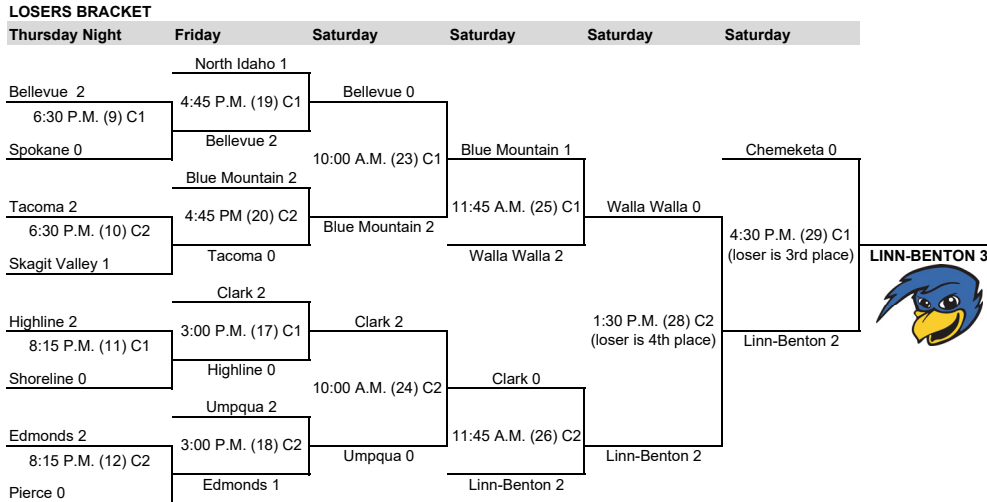 LOSERS BRACKET
Thursday Night Friday Saturday Saturday Saturday Saturday
North Idaho 1
Bellevue 2 Bellevue 0
4:45 P.M. (19) C1
6:30 P.M. (9) C1
Bellevue 2
Spokane 0 Blue Mountain 1 Chemeketa 0
10:00 A.M. (23) C1
Blue Mountain 2
Tacoma 2 11:45 A.M. (25) C1 Walla Walla 0
4:45 PM (20) C2
6:30 P.M. (10) C2 Blue Mountain 2 4:30 P.M. (29) C1
Tacoma 0 Walla Walla 2 (loser is 3rd place) LINN-BENTON 3
Skagit Valley 1
Clark 2
Highline 2 Clark 2 1:30 P.M. (28) C2
3:00 P.M. (17) C1
8:15 P.M. (11) C1 (loser is 4th place) Linn-Benton 2
Highline 0
Shoreline 0 Clark 0
10:00 A.M. (24) C2
Umpqua 2
Edmonds 2 11:45 A.M. (26) C2
3:00 P.M. (18) C2
8:15 P.M. (12) C2 Umpqua 0 Linn-Benton 2
Edmonds 1 Linn-Benton 2
Pierce 0